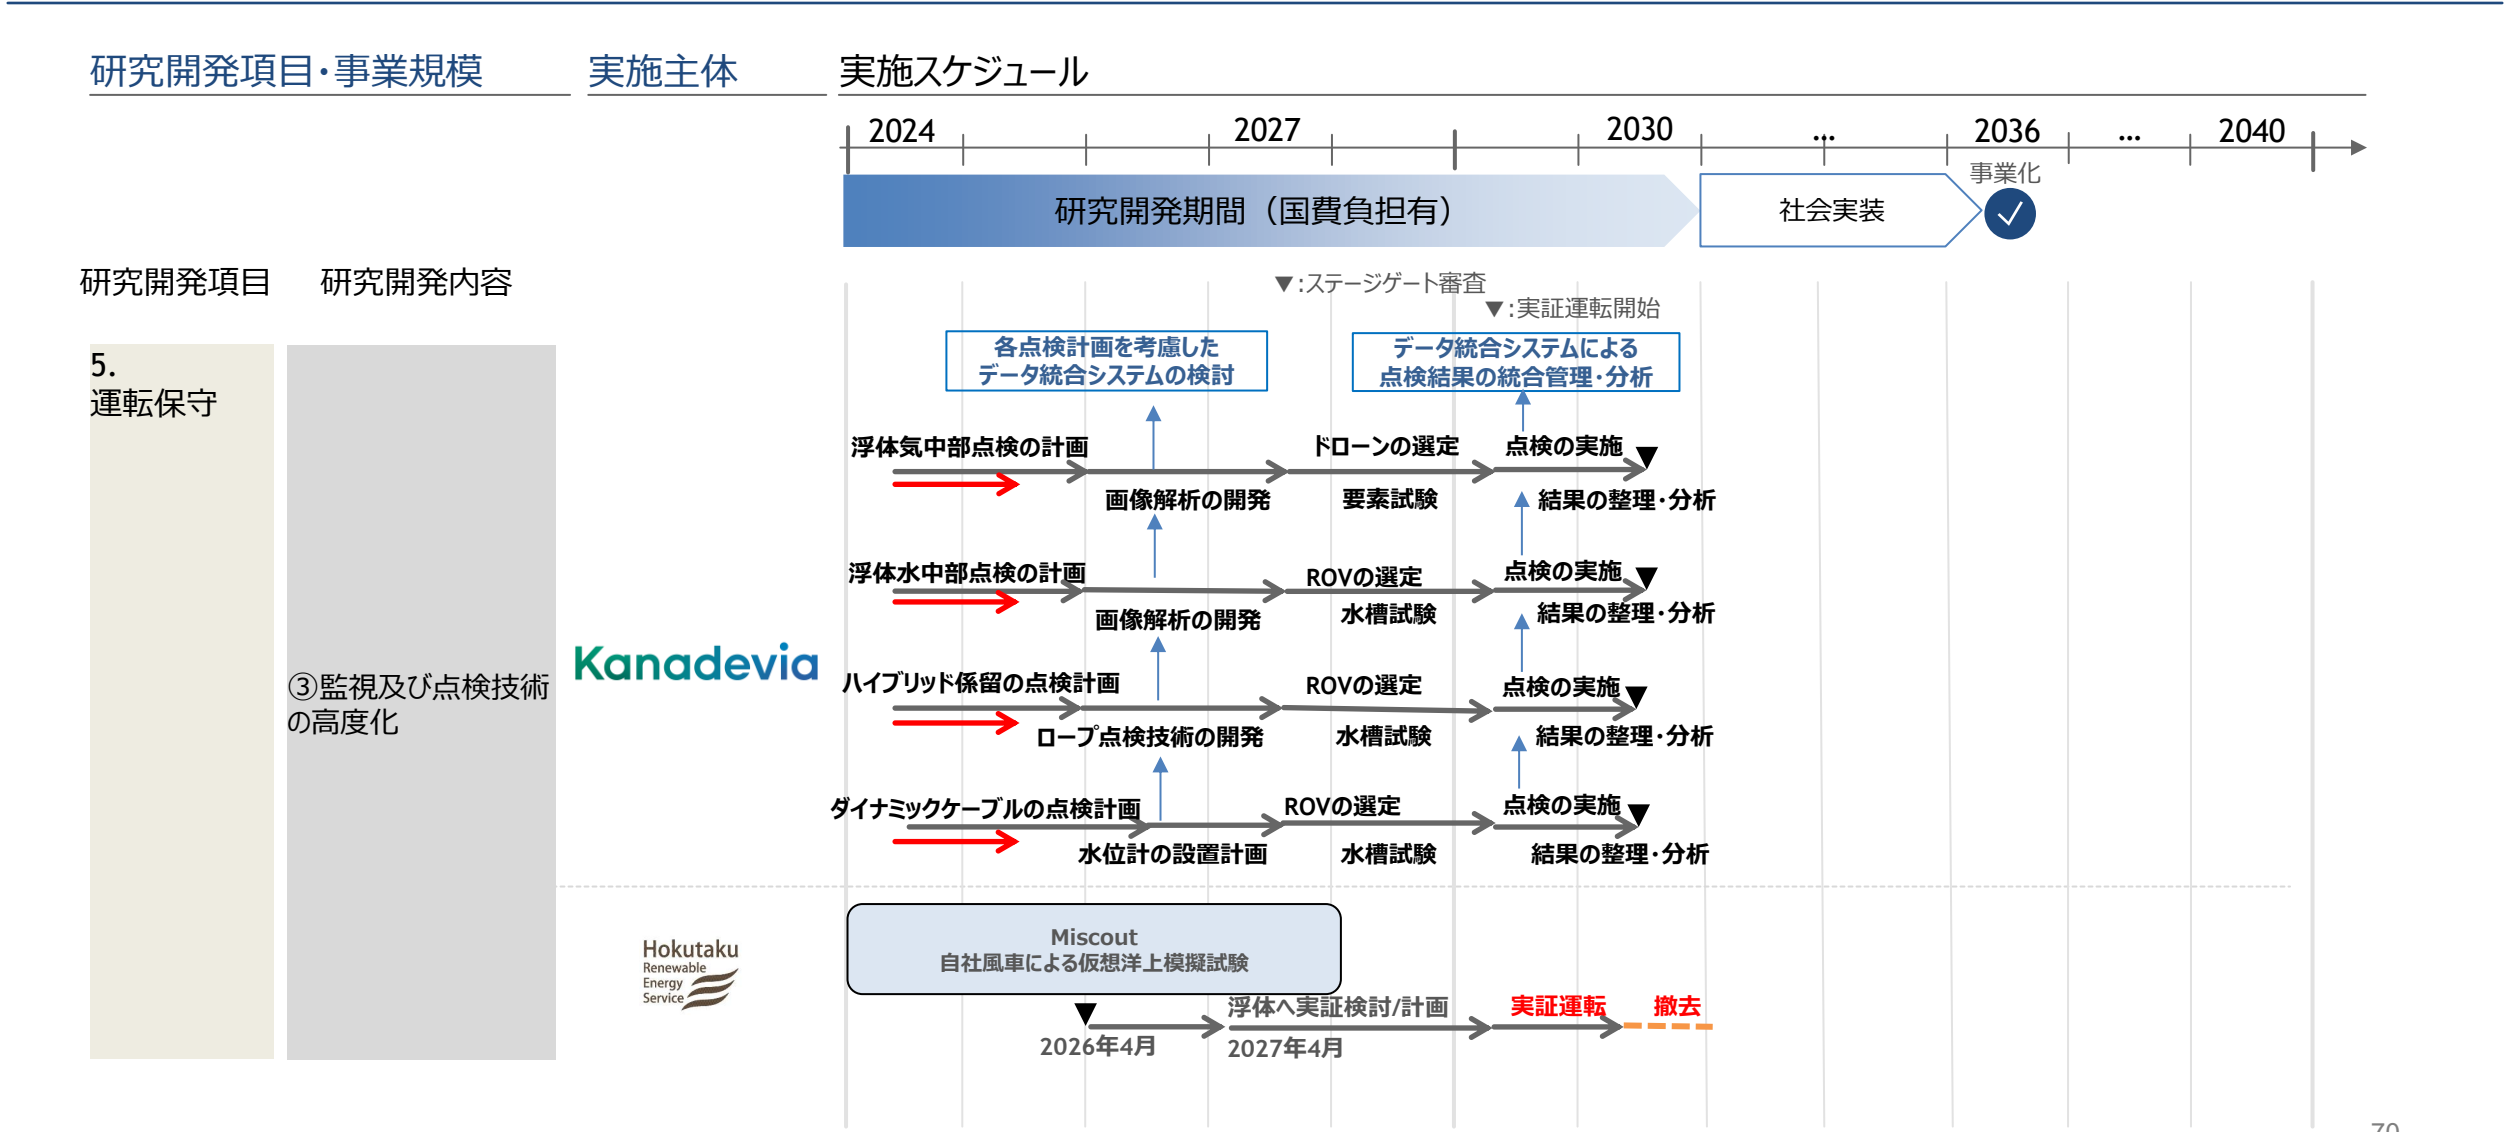 研究開発項目・事業規模
実施主体
実施スケジュール
2024
2027
2030
...
2036
...
2040
事業化
研究開発期間（国費負担有）
社会実装
研究開発項目
研究開発内容
▼:ステージゲート審査
▼:実証運転開始
5.
運転保守
③監視及び点検技術
の高度化
各点検計画を考慮した
データ統合システムの検討
データ統合システムによる
点検結果の統合管理・分析
浮体気中部点検の計画
ドローンの選定
点検の実施
画像解析の開発
要素試験
結果の整理・分析
浮体水中部点検の計画
ROVの選定
点検の実施
画像解析の開発
水槽試験
結果の整理・分析
Kanadevia
ハイブリッド係留の点検計画
ROVの選定
点検の実施
ロープ点検技術の開発
水槽試験
結果の整理・分析
ダイナミックケーブルの点検計画
ROVの選定
点検の実施
水位計の設置計画
水槽試験
結果の整理・分析
Hokutaku
Renewable
Energy
Service
Miscout
自社風車による仮想洋上模擬試験
浮体へ実証検討/計画
実証運転
撤去
2026年4月
2027年4月